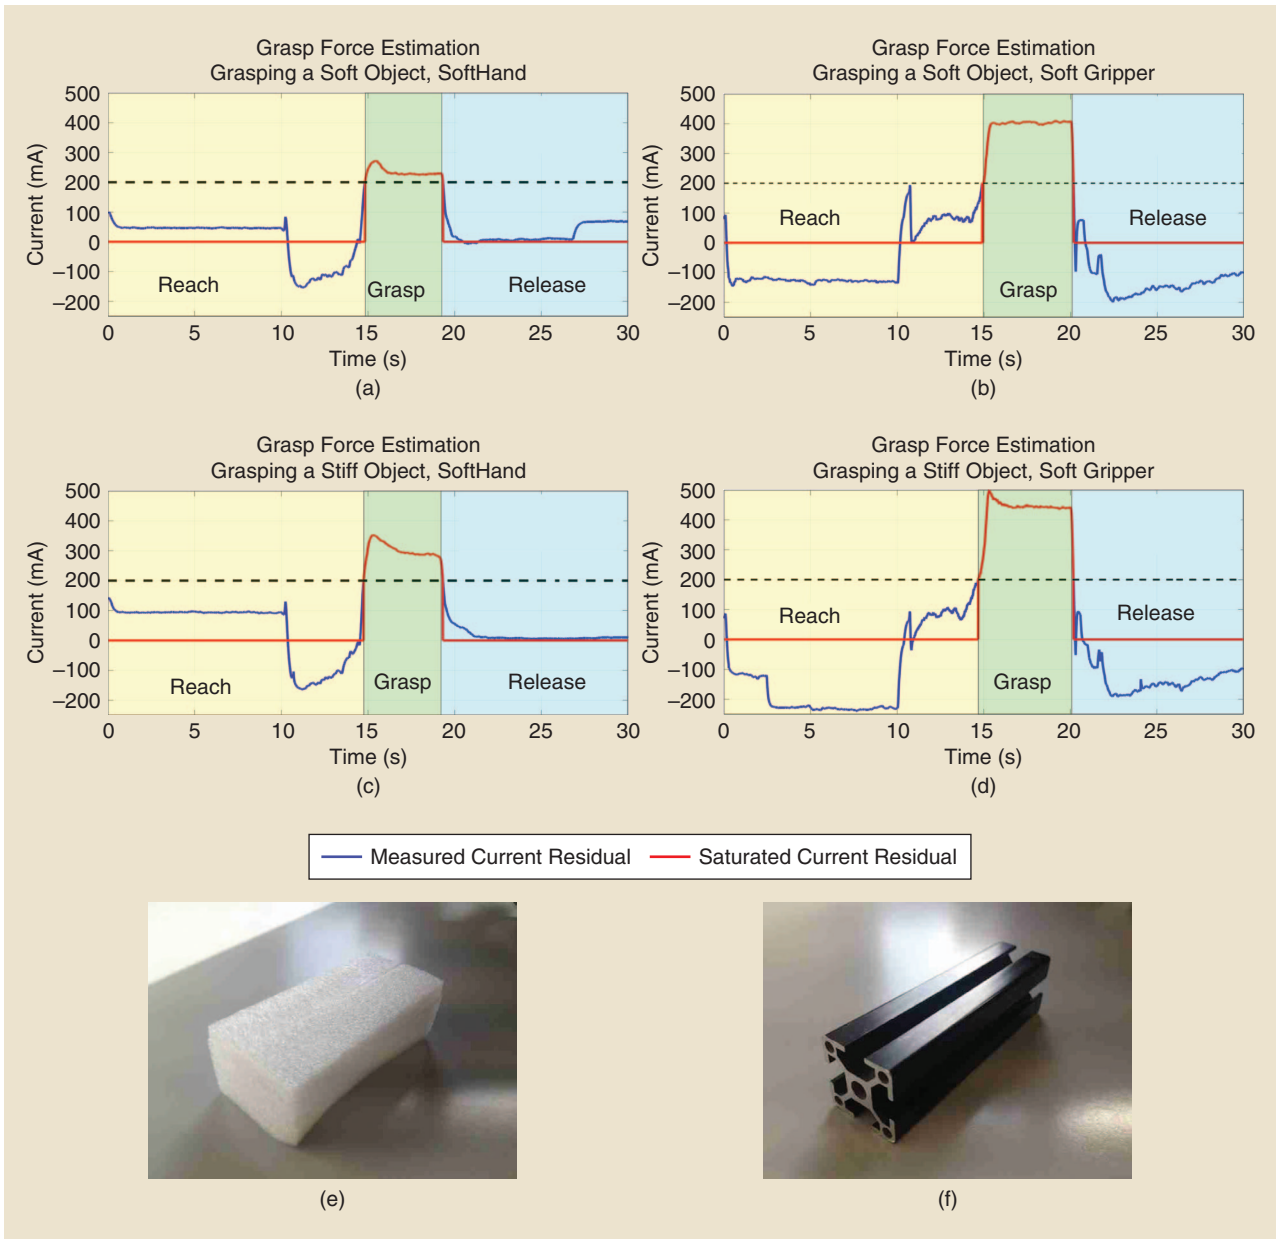 Grasp Force Estimation
Grasping a Soft Object, SoftHand
500
400
300
200
100
0
–100
–200
Current (mA)
Reach
Grasp
Release
0 5 10 15 20 25 30
Time (s)
(a)
Grasp Force Estimation
Grasping a Soft Object, Soft Gripper
500
400
300
200
100
0
–100
–200
Current (mA)
Reach
Grasp
Release
0 5 10 15 20 25 30
Time (s)
(b)
Grasp Force Estimation
Grasping a Stiff Object, SoftHand
500
400
300
200
100
0
–100
–200
Current (mA)
Reach
Grasp
Release
0 5 10 15 20 25 30
Time (s)
(c)
Grasp Force Estimation
Grasping a Stiff Object, Soft Gripper
500
400
300
200
100
0
–100
–200
Current (mA)
Reach
Grasp
Release
0 5 10 15 20 25 30
Time (s)
(d)
Measured Current Residual Saturated Current Residual
(e)
(f)